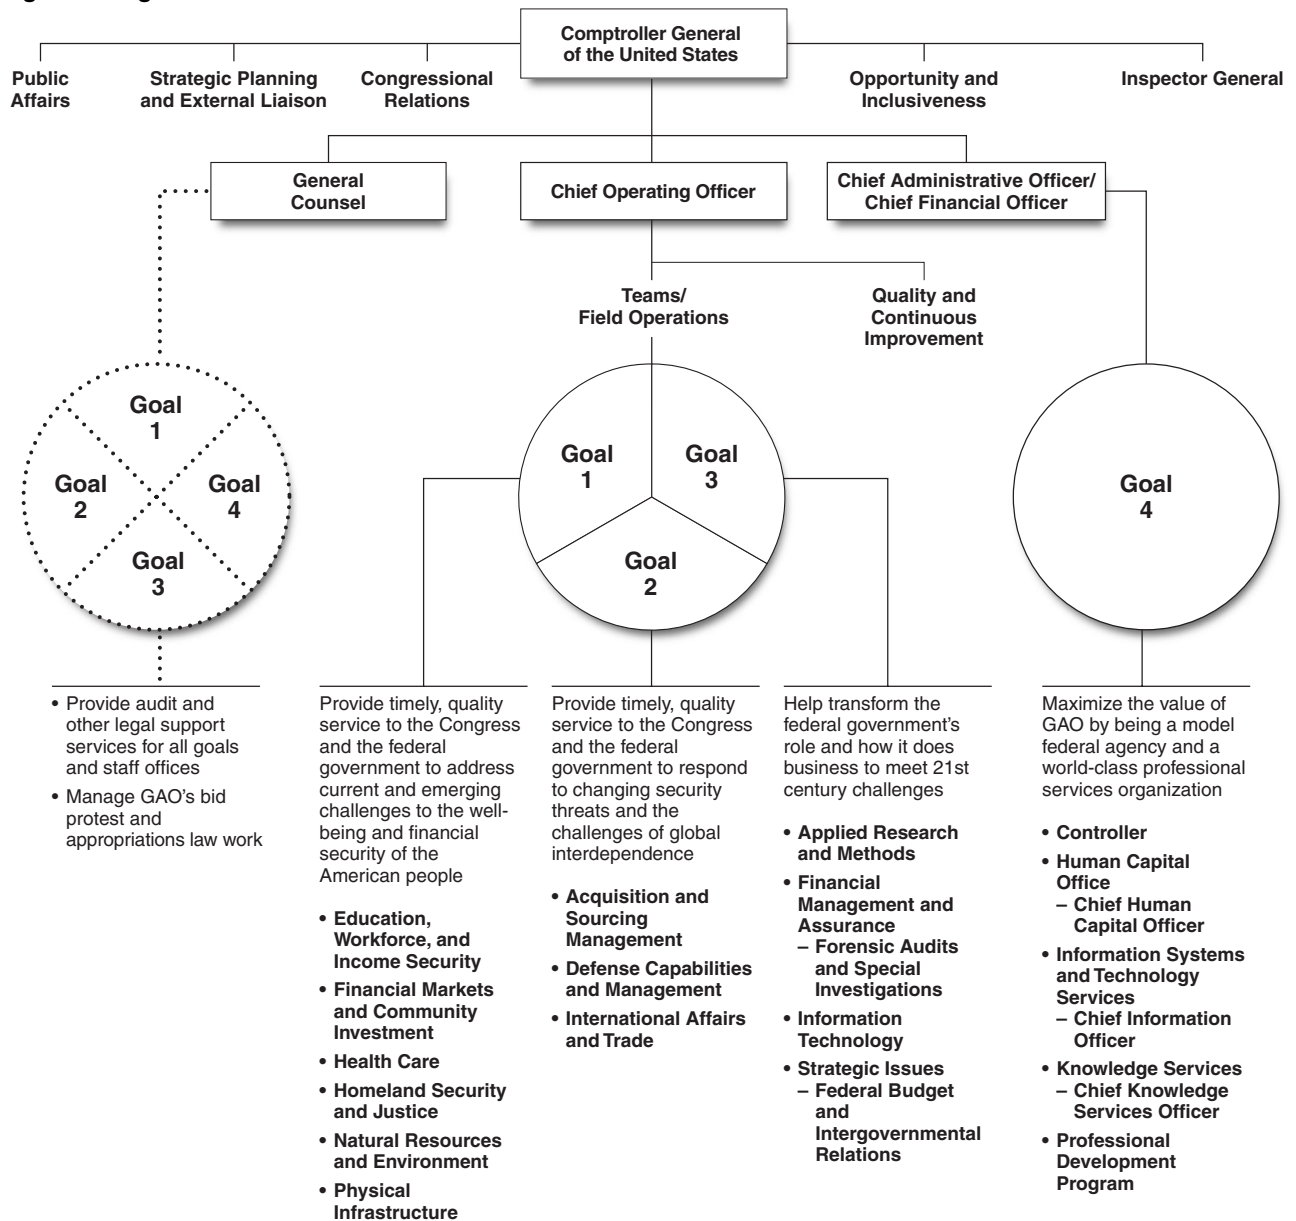 Comptroller General
of the United States
Public
Affairs
Strategic Planning
and External Liaison
Congressional
Relations
Opportunity and
Inclusiveness
Inspector General
General
Counsel
Chief Operating Officer
Chief Administrative Officer/
Chief Financial Officer
Teams/
Field Operations
Quality and
Continuous
Improvement
Goal
1
Goal
2
Goal
4
Goal
3
Goal
1
Goal
3
Goal
2
Goal
4
• Provide audit and
other legal support
services for all goals
and staff offices
• Manage GAO's bid
protest and
appropriations law work
Provide timely, quality
service to the Congress
and the federal
government to address
current and emerging
challenges to the well-
being and financial
security of the
American people
• Education,
Workforce, and
Income Security
• Financial Markets
and Community
Investment
• Health Care
• Homeland Security
and Justice
• Natural Resources
and Environment
• Physical
Infrastructure
Provide timely, quality
service to the Congress
and the federal
government to respond
to changing security
threats and the
challenges of global
interdependence
• Acquisition and
Sourcing
Management
• Defense Capabilities
and Management
• International Affairs
and Trade
Help transform the
federal government's
role and how it does
business to meet 21st
century challenges
• Applied Research
and Methods
• Financial
Management and
Assurance
– Forensic Audits
and Special
Investigations
• Information
Technology
• Strategic Issues
– Federal Budget
and
Intergovernmental
Relations
Maximize the value of
GAO by being a model
federal agency and a
world-class professional
services organization
• Controller
• Human Capital
Office
– Chief Human
Capital Officer
• Information Systems
and Technology
Services
– Chief Information
Officer
• Knowledge Services
– Chief Knowledge
Services Officer
• Professional
Development
Program